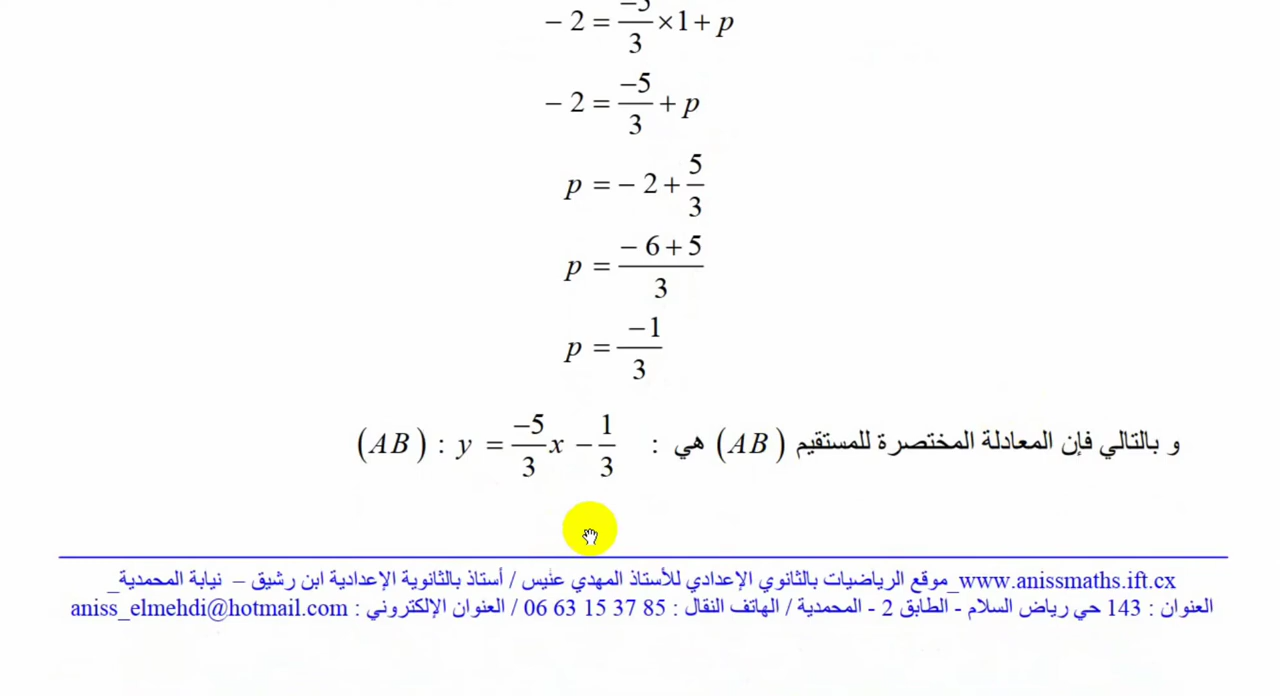 - 2 = -5/3 × 1 + p
- 2 = -5/3 + p
p = - 2 + 5/3
p = (- 6 + 5)/3
p = -1/3
و بالتالي فإن المعادلة المختصرة للمستقيم (AB) هي : (AB) : y = -5/3 x - 1/3
www.anissmaths.ift.cx_موقع الرياضيات بالثانوي الإعدادي للأستاذ المهدي عنيس / أستاذ بالثانوية الإعدادية ابن رشيق – نيابة المحمدية_
العنوان : 143 حي رياض السلام - الطابق 2 - المحمدية / الهاتف النقال : 85 37 15 63 06 / العنوان الإلكتروني : aniss_elmehdi@hotmail.com